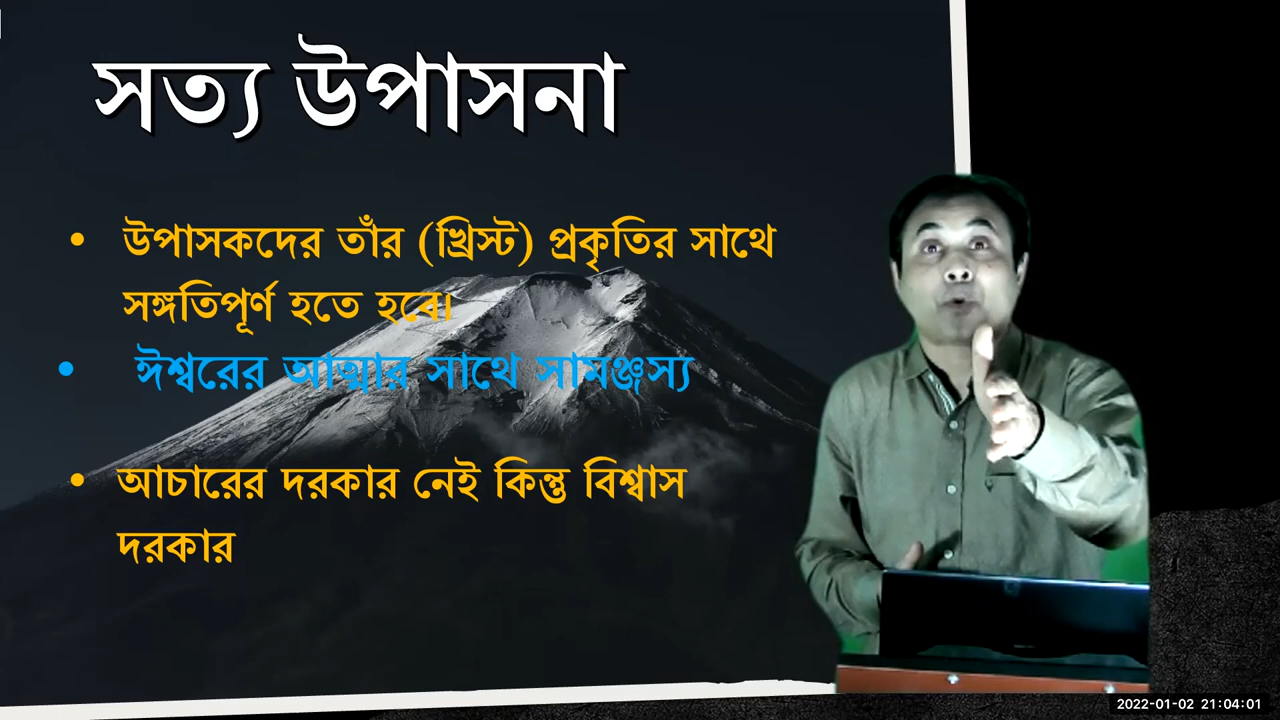 সত্য উপাসনা
• উপাসকদের তাঁর (খ্রিস্ট) প্রকৃতির সাথে
সঙ্গতিপূর্ণ হতে হবে।
• ঈশ্বরের আত্মার সাথে সামঞ্জস্য
• আচারের দরকার নেই কিন্তু বিশ্বাস
দরকার
2022-01-02 21:04:01